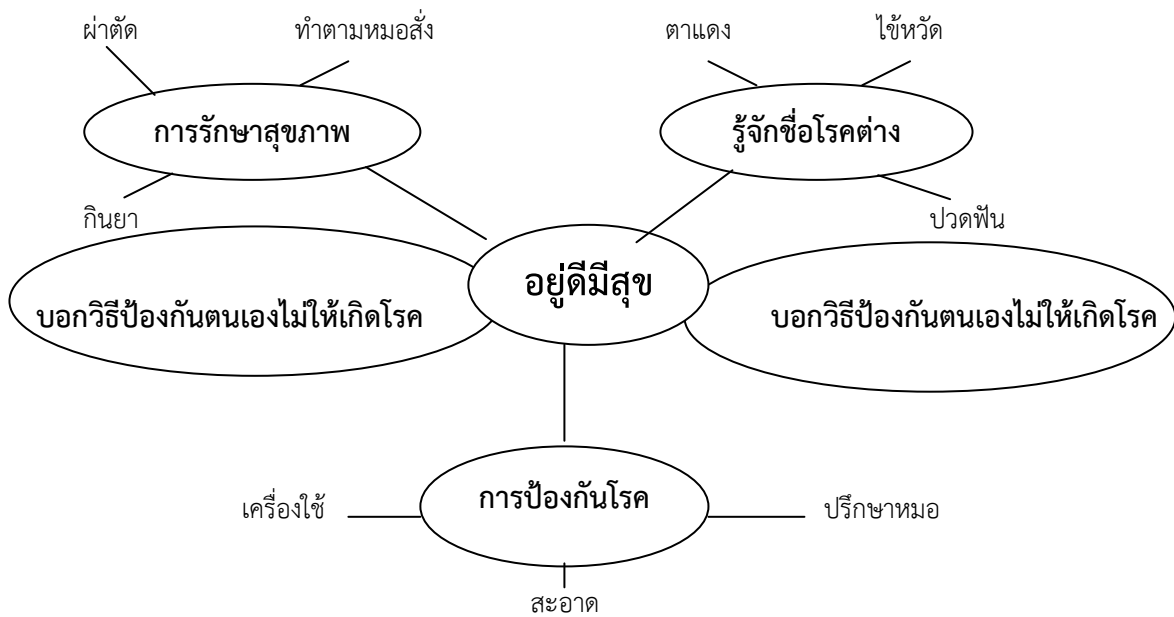 ผ่าตัด ทำตามหมอสั่ง ตาแดง ไข้หวัด
การรักษาสุขภาพ รู้จักชื่อโรคต่าง
กินยา ปวดฟัน
อยู่ดีมีสุข
บอกวิธีป้องกันตนเองไม่ให้เกิดโรค บอกวิธีป้องกันตนเองไม่ให้เกิดโรค
การป้องกันโรค
เครื่องใช้ ปรึกษาหมอ
สะอาด